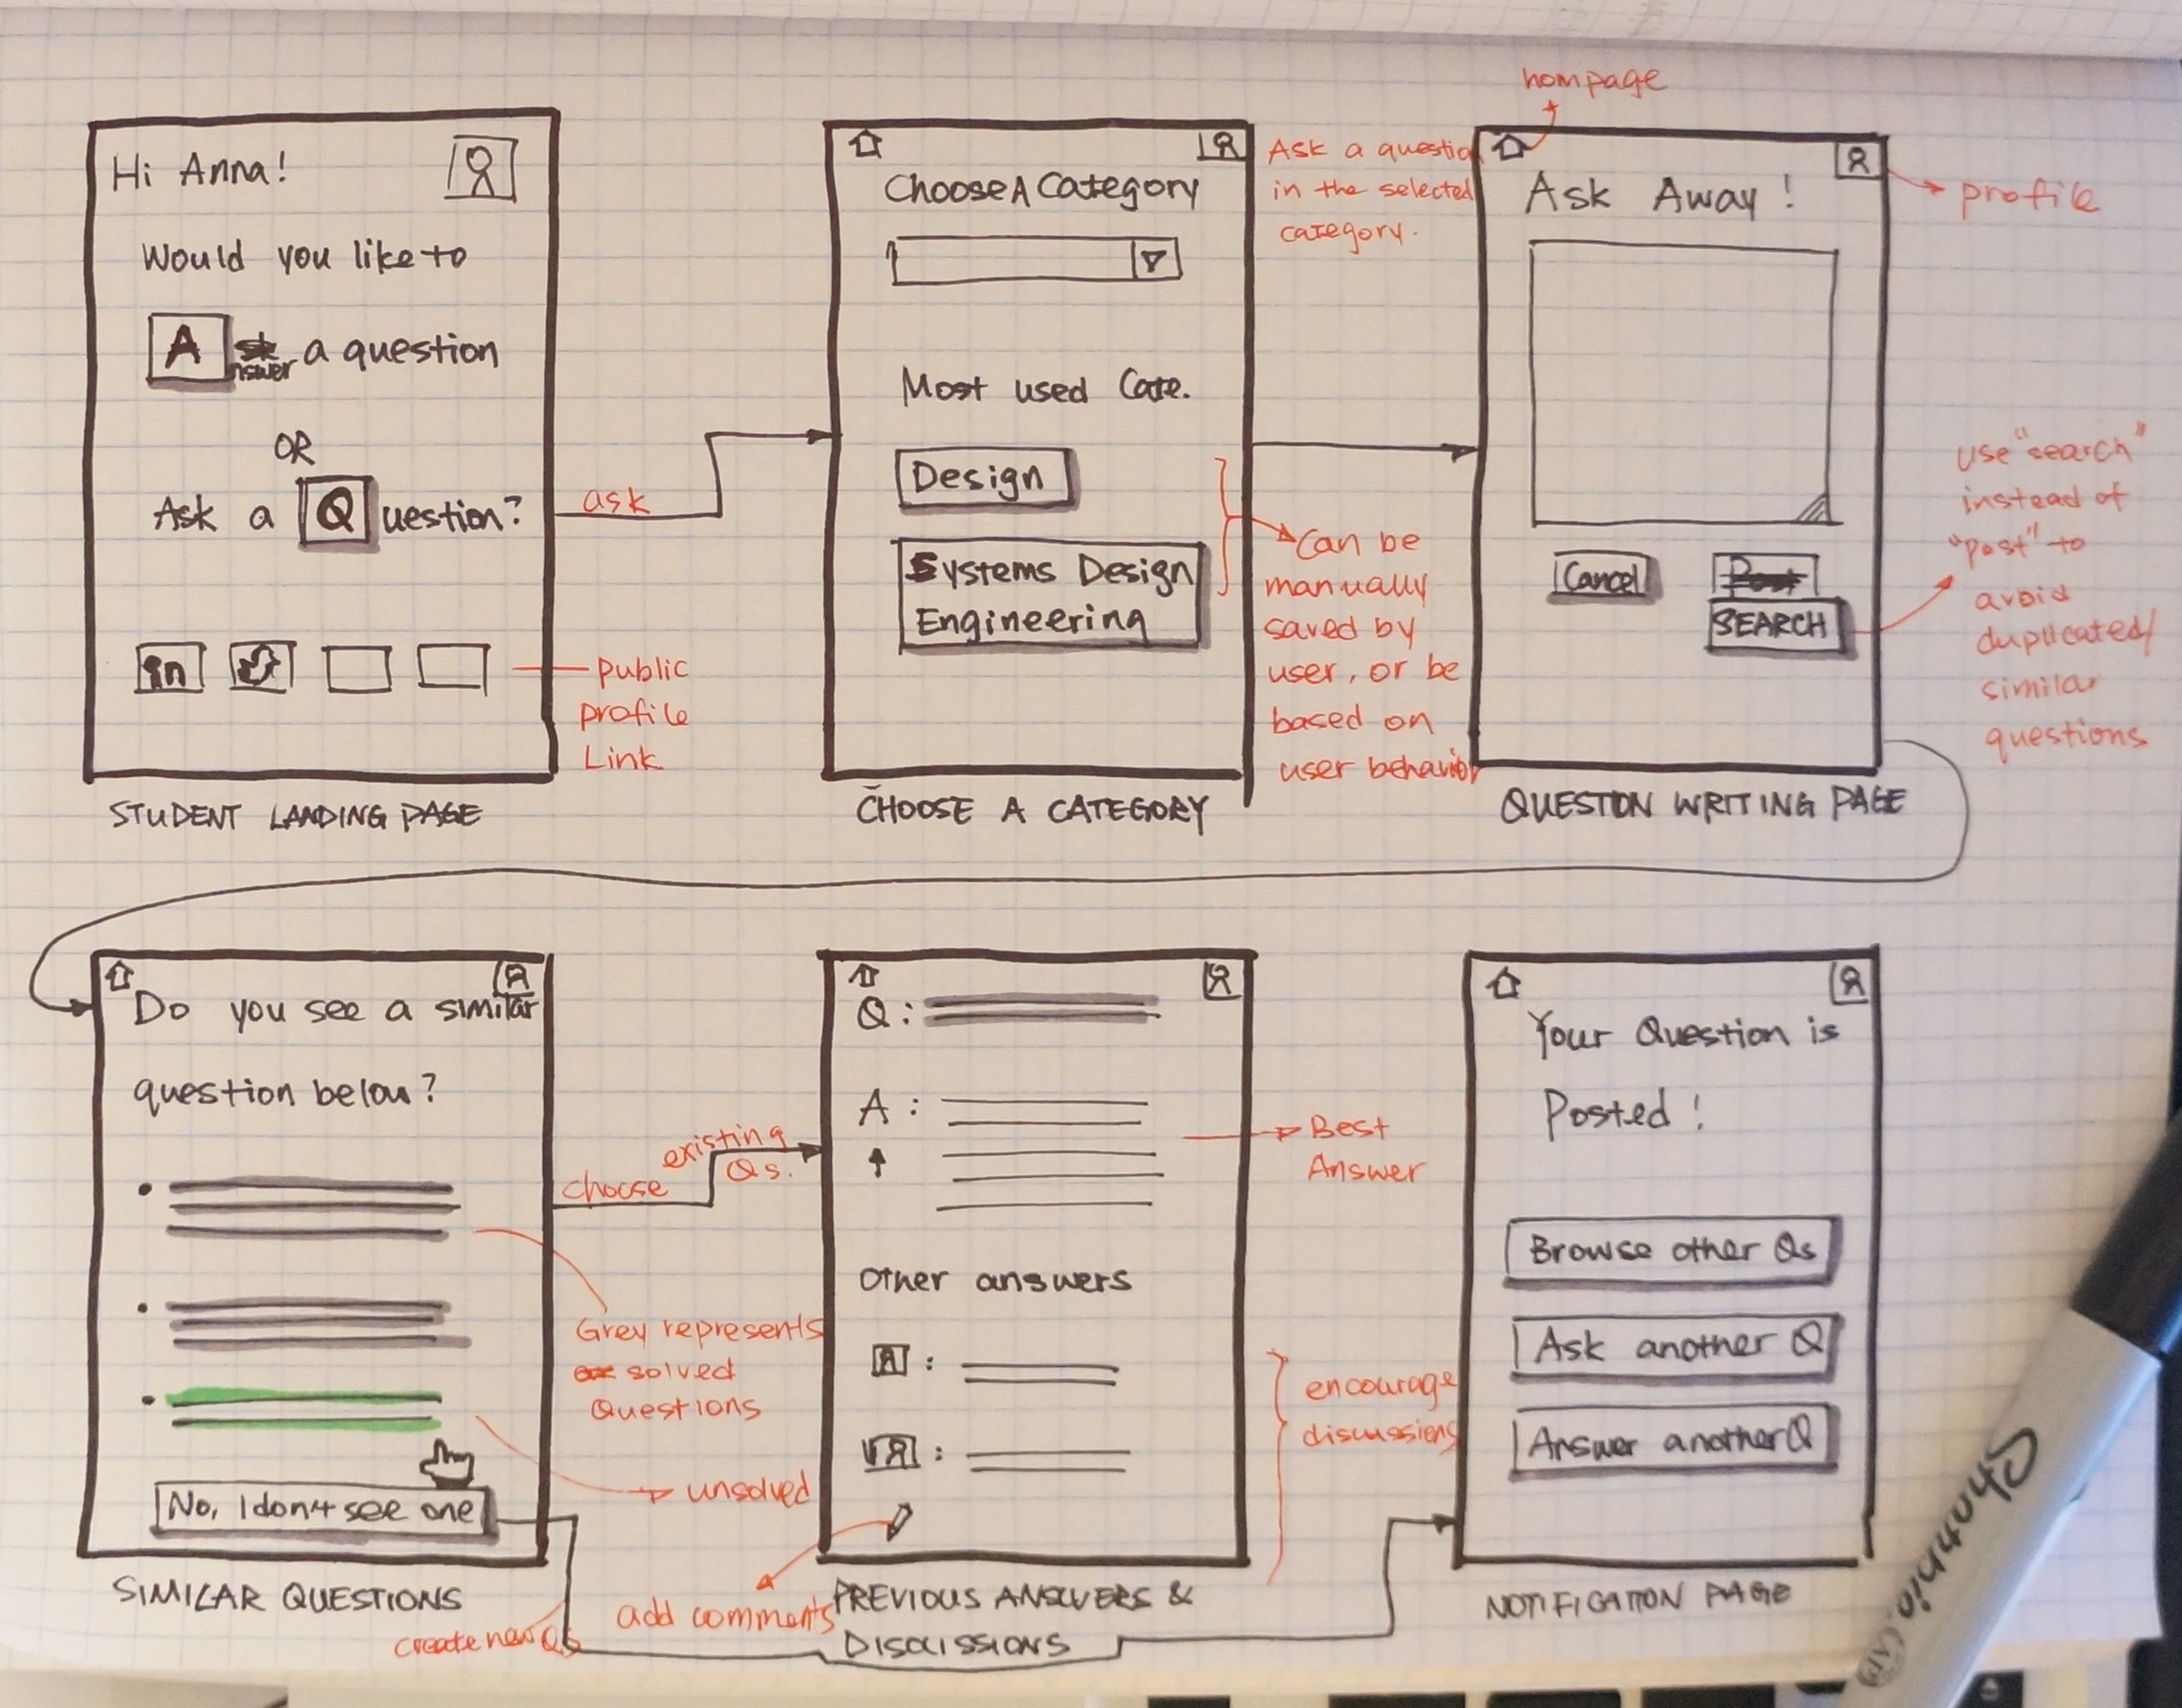 Hi Anna!
Would you like to
A nswer a question
OR
Ask a Question?
in
ask
public
profile
Link
STUDENT LANDING PAGE
Choose A Category
Most used Cate.
Design
Systems Design
Engineering
Can be
manually
saved by
user, or be
based on
user behavior
CHOOSE A CATEGORY
Ask a question
in the selected
category.
hompage
profile
Ask Away!
Cancel
Post
SEARCH
use "search"
instead of
"post" to
avoid
duplicated/
similar
questions
QUESTION WRITING PAGE
Do you see a similar
question below?
No, I don't see one
choose
existing
Qs.
Grey represents
solved
Questions
unsolved
SIMILAR QUESTIONS
create new Qs
Q:
A:
Other answers
:
:
Best
Answer
encourage
discussions
add comments
PREVIOUS ANSWERS &
DISCUSSIONS
Your Question is
Posted!
Browse other Qs
Ask another Q
Answer another Q
NOTIFICATION PAGE